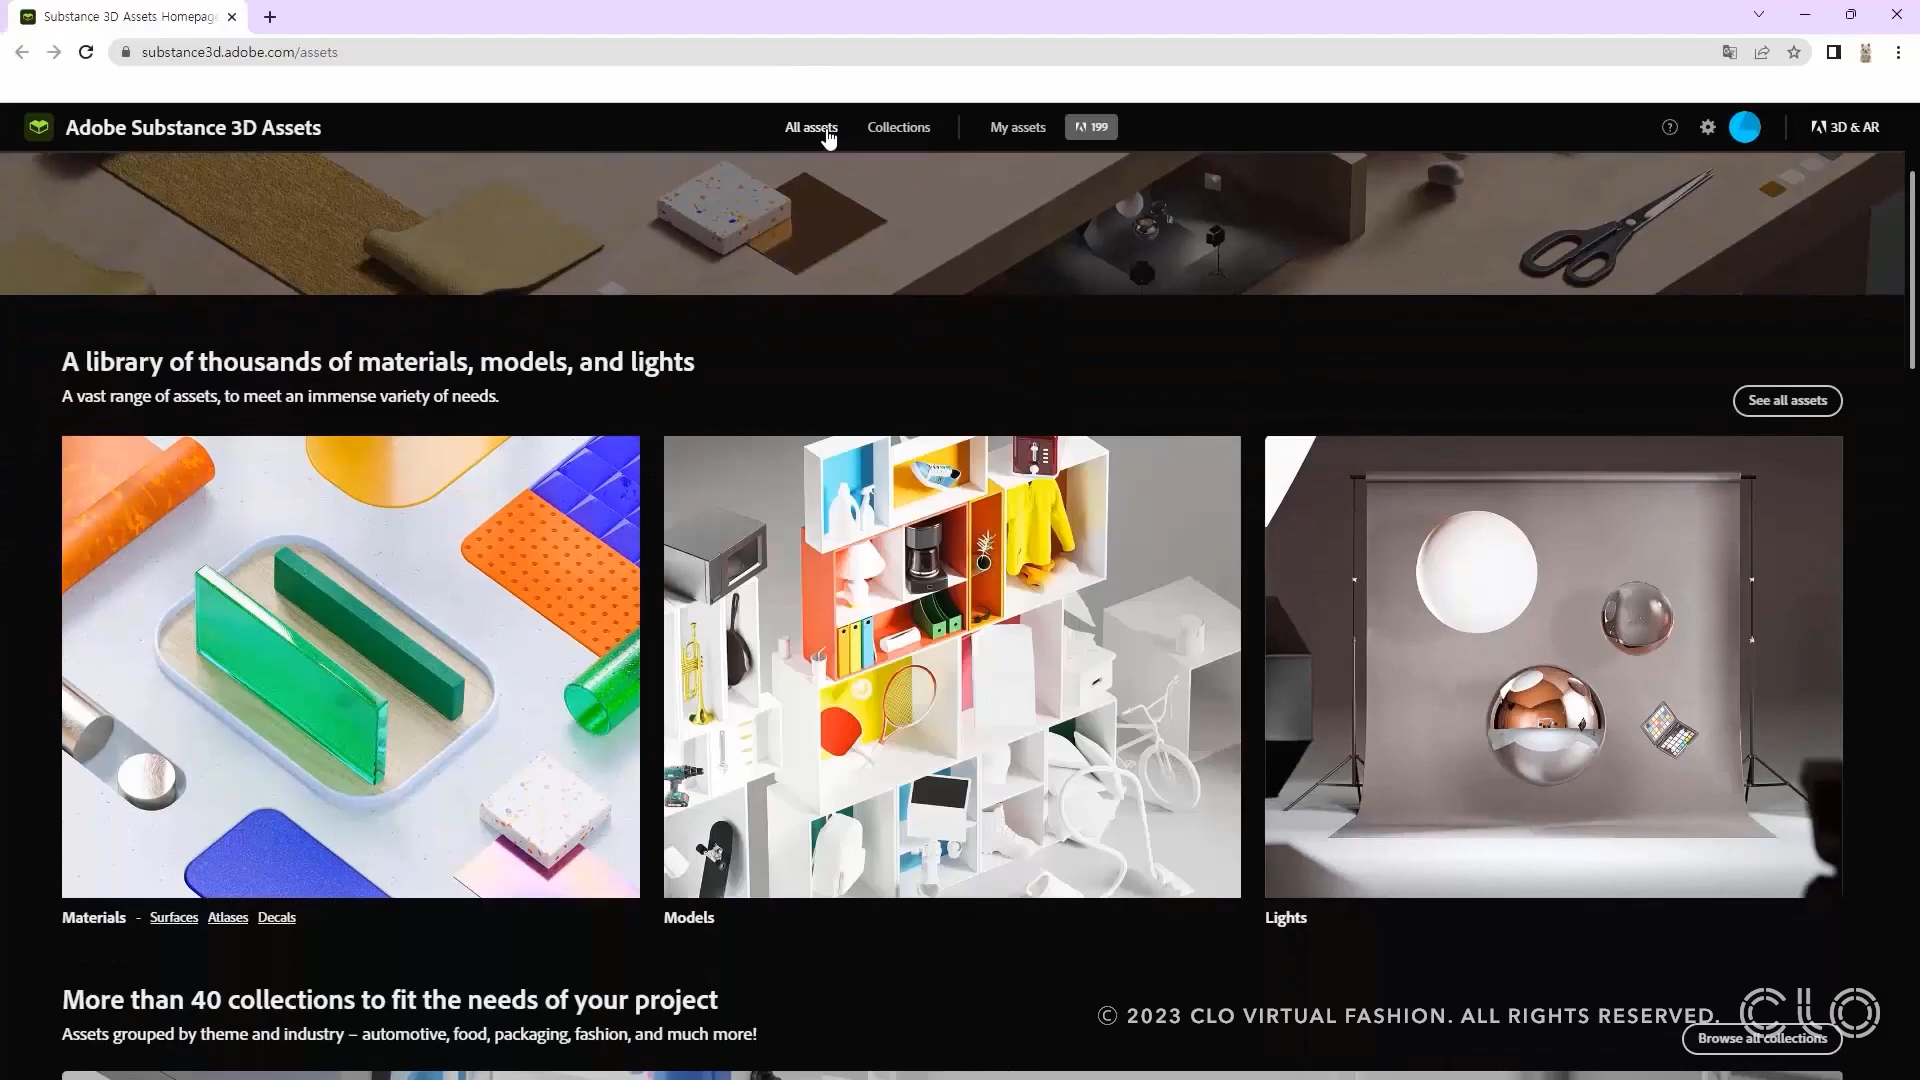 Substance 3D Assets Homepage
substance3d.adobe.com/assets
Adobe Substance 3D Assets
All assets
Collections
My assets
199
3D & AR
A library of thousands of materials, models, and lights
A vast range of assets, to meet an immense variety of needs.
See all assets
Materials - Surfaces Atlases Decals
Models
Lights
More than 40 collections to fit the needs of your project
Assets grouped by theme and industry – automotive, food, packaging, fashion, and much more!
© 2023 CLO VIRTUAL FASHION. ALL RIGHTS RESERVED.
CLO
Browse all collections